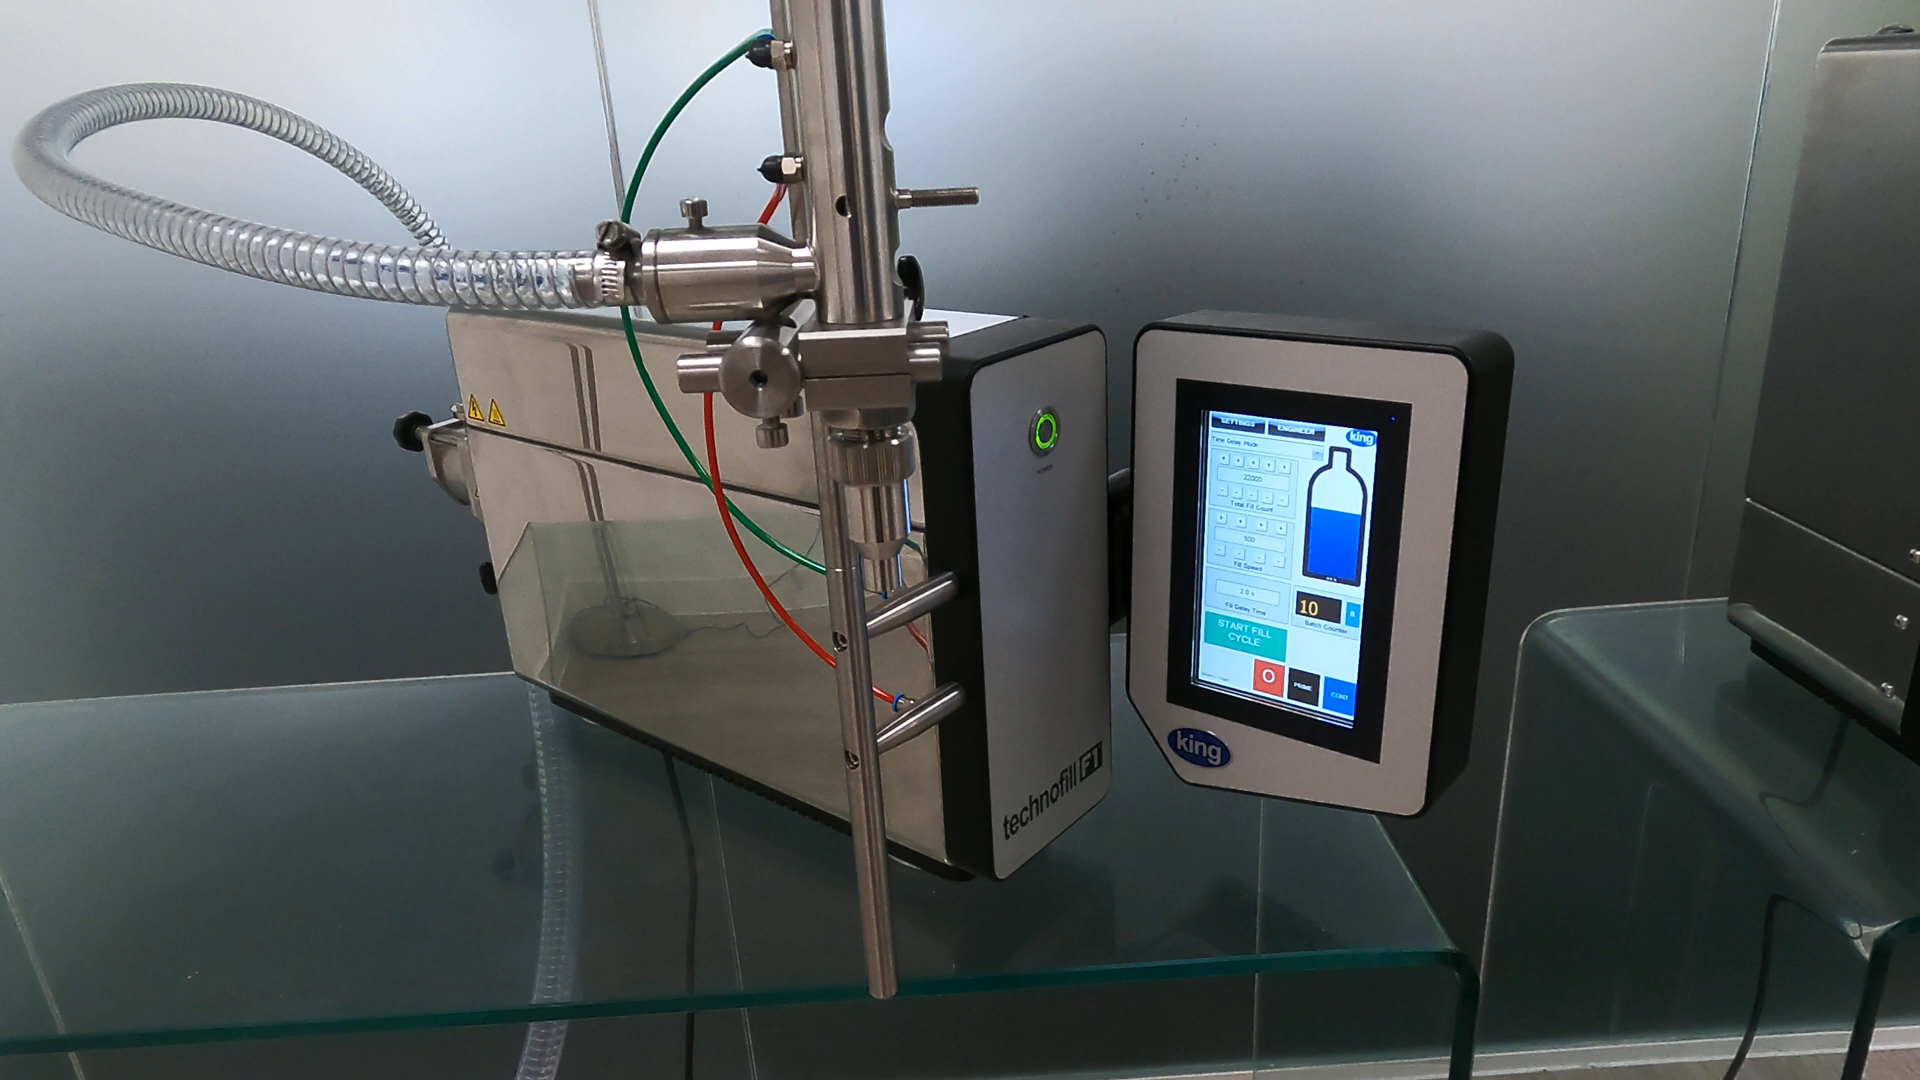 SETTINGS
ENGINEER
king
Time Delay Mode
22000
Total Fill Count
500
Fill Speed
2.0 s
Fill Delay Time
10
R
Batch Counter
START FILL
CYCLE
O
PRIME
CONT
POWER
king
technofill F1